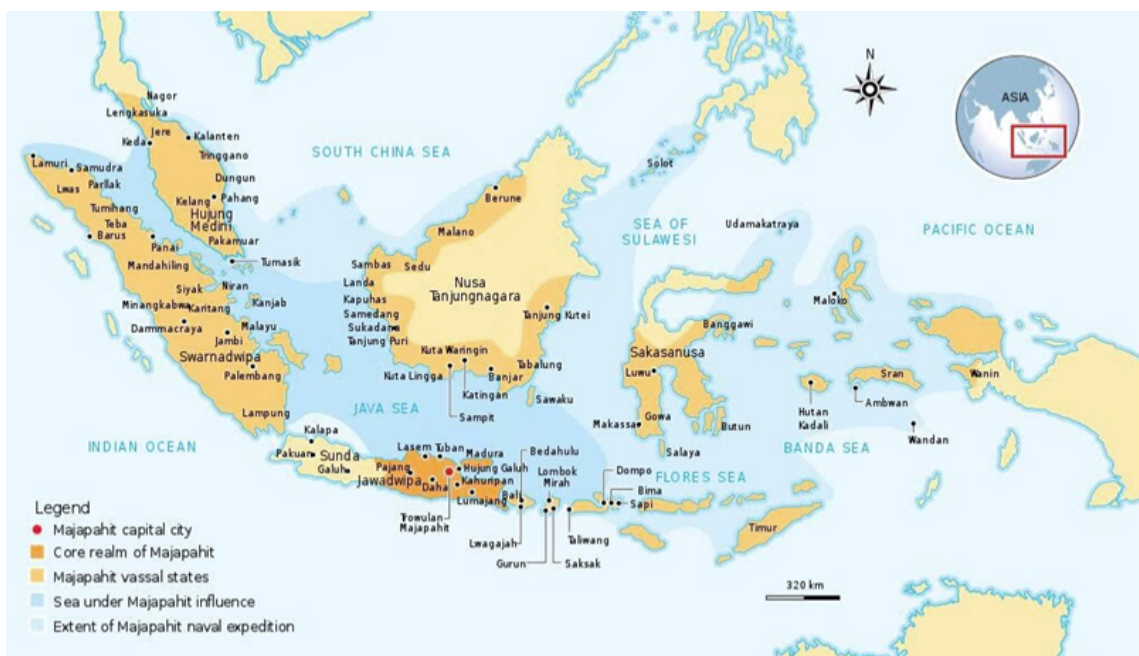 N
ASIA
Nagor
Lengkasuka
Jere
Keda
Kalanten
Tringgano
Dungun
Kelang
Pahang
Hujung
Medini
Pakamuar
Tumasik
Lamuri
Samudra
Lwas
Parllak
Tumihang
Teba
Barus
Panai
Mandahiling
Siyak
Niran
Minangkabwa
Karitang
Kanjab
Dammacraya
Malayu
Jambi
Swarnadwipa
Palembang
Lampung
SOUTH CHINA SEA
Solot
Berune
Malano
Sambas
Sedu
Landa
Kapuhas
Samedang
Sukadana
Tanjung Puri
Nusa
Tanjungnagara
Tanjung Kutei
Kuta Waringin
Tabalung
Kuta Lingga
Banjar
Katingan
Sampit
Sawaku
SEA OF
SULAWESI
Udamakatraya
PACIFIC OCEAN
Maloko
Banggawi
Sakasanusa
Luwu
Gowa
Makassa
Butun
Salaya
Sran
Wanin
Hutan
Kadali
Ambwan
Wandan
BANDA SEA
JAVA SEA
INDIAN OCEAN
FLORES SEA
Kalapa
Pakuan
Sunda
Galuh
Lasem
Tuban
Madura
Pajang
Hujung Galuh
Jawadwipa
Daha
Kahuripan
Lumajang
Bali
Trowulan
Majapahit
Bedahulu
Lombok
Mirah
Lwagajah
Gurun
Saksak
Taliwang
Dompo
Bima
Sapi
Timur
320 km
Legend
Majapahit capital city
Core realm of Majapahit
Majapahit vassal states
Sea under Majapahit influence
Extent of Majapahit naval expedition